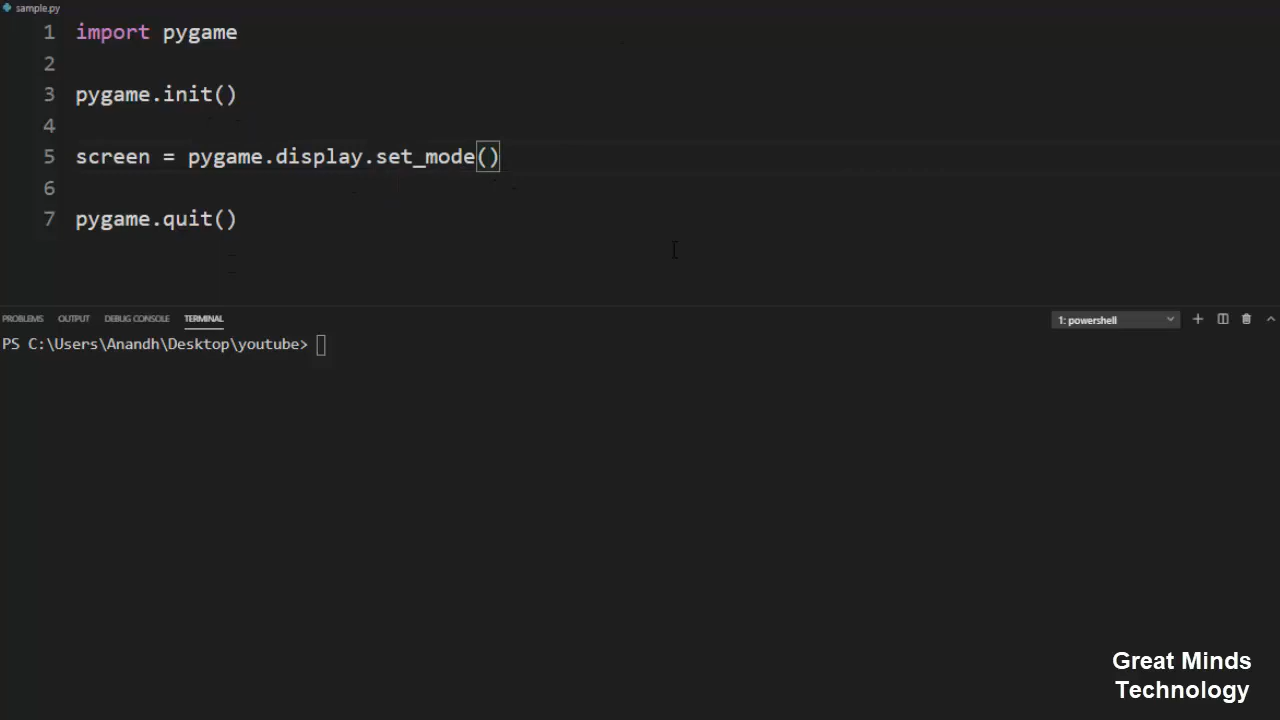 sample.py
1 import pygame
2
3 pygame.init()
4
5 screen = pygame.display.set_mode()
6
7 pygame.quit()
PROBLEMS OUTPUT DEBUG CONSOLE TERMINAL 1: powershell
PS C:\Users\Anandh\Desktop\youtube>
Great Minds
Technology